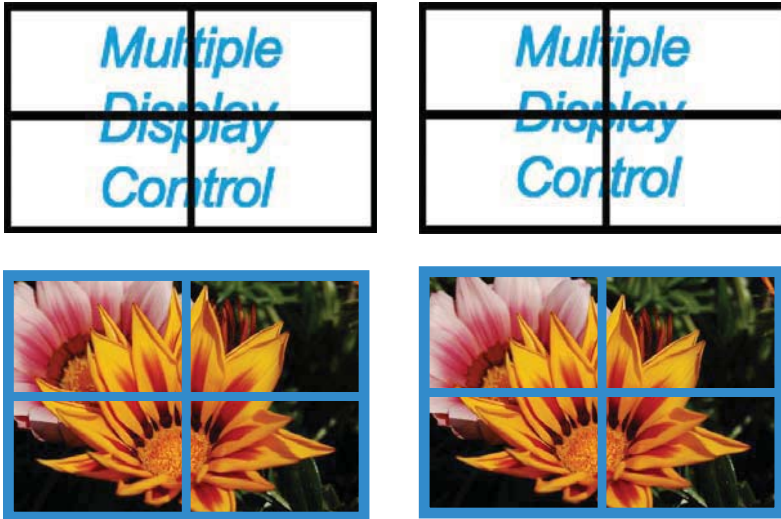 Multiple
Display
Control
Multiple
Display
Control